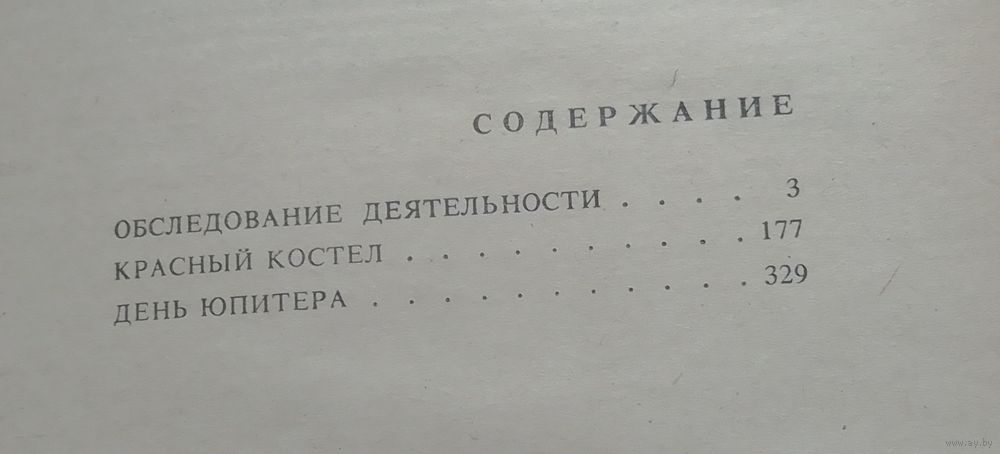 СОДЕРЖАНИЕ
ОБСЛЕДОВАНИЕ ДЕЯТЕЛЬНОСТИ . . . . 3
КРАСНЫЙ КОСТЕЛ . . . . . . . . . . 177
ДЕНЬ ЮПИТЕРА . . . . . . . . . . . 329
www.ay.by